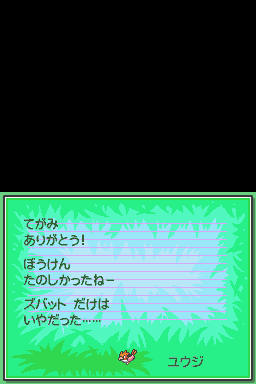 てがみ
ありがとう!
ぼうけん
たのしかったねー
ズバット だけは
いやだった……
ユウジ